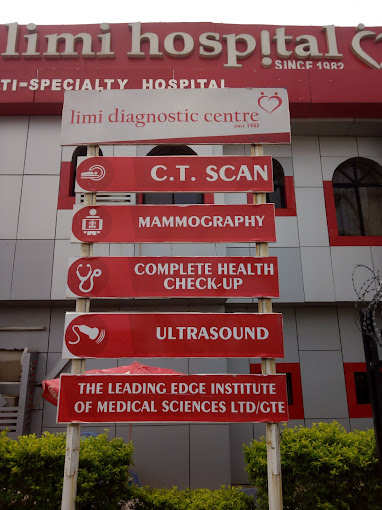 limi hospital
SINCE 1982
TI-SPECIALTY HOSPITAL
limi diagnostic centre
SINCE 1982
C.T. SCAN
MAMMOGRAPHY
COMPLETE HEALTH
CHECK-UP
ULTRASOUND
THE LEADING EDGE INSTITUTE
OF MEDICAL SCIENCES LTD/GTE